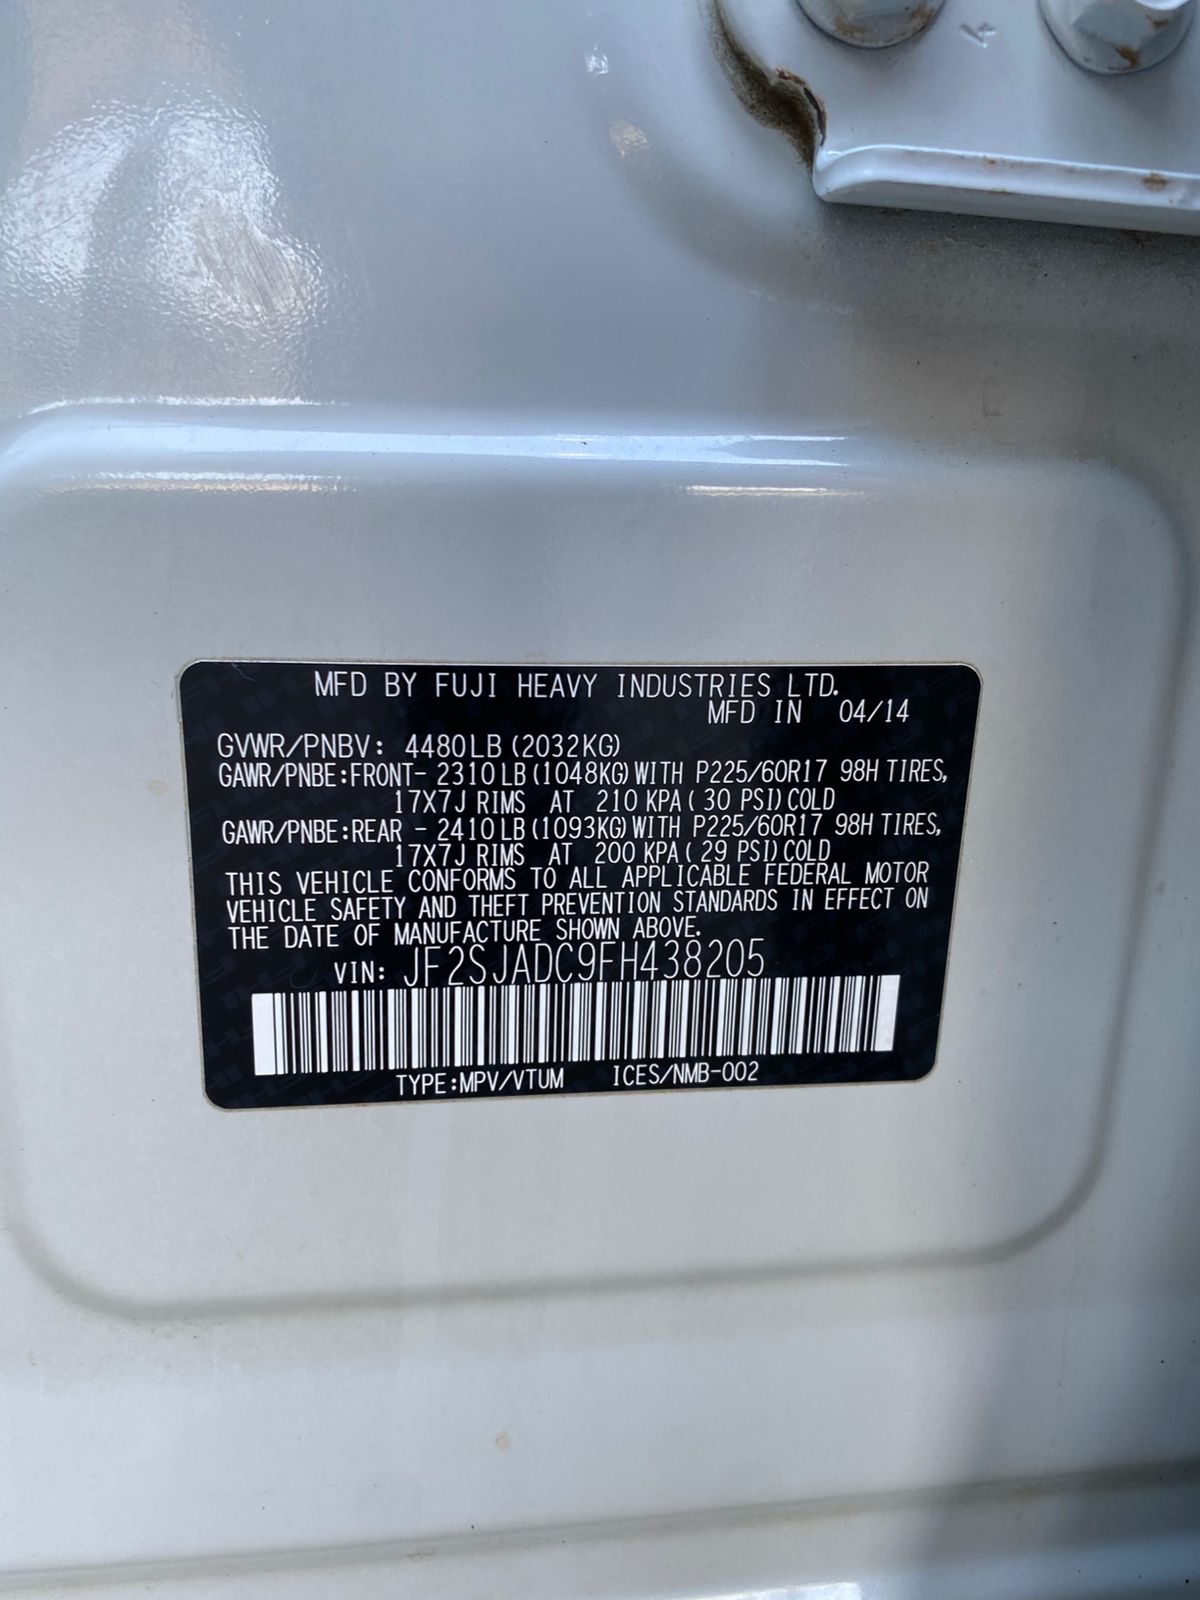 4
MFD BY FUJI HEAVY INDUSTRIES LTD.
MFD IN 04/14
GVWR/PNBV: 4480LB (2032KG)
GAWR/PNBE:FRONT- 2310 LB (1048KG) WITH P225/60R17 98H TIRES,
17X7J RIMS AT 210 KPA ( 30 PSI) COLD
GAWR/PNBE:REAR - 2410 LB (1093KG) WITH P225/60R17 98H TIRES,
17X7J RIMS AT 200 KPA ( 29 PSI) COLD
THIS VEHICLE CONFORMS TO ALL APPLICABLE FEDERAL MOTOR
VEHICLE SAFETY AND THEFT PREVENTION STANDARDS IN EFFECT ON
THE DATE OF MANUFACTURE SHOWN ABOVE.
VIN: JF2SJADC9FH438205
TYPE:MPV/VTUM ICES/NMB-002